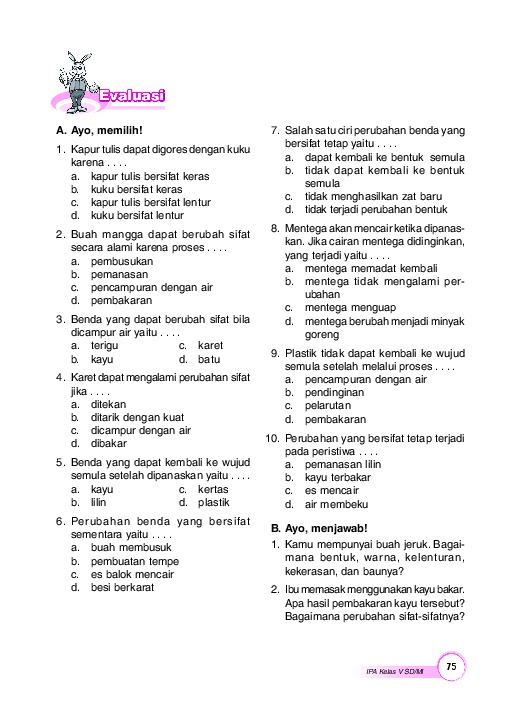 Evaluasi
A. Ayo, memilih!
1. Kapur tulis dapat digores dengan kuku
karena . . . .
a. kapur tulis bersifat keras
b. kuku bersifat keras
c. kapur tulis bersifat lentur
d. kuku bersifat lentur
2. Buah mangga dapat berubah sifat
secara alami karena proses . . . .
a. pembusukan
b. pemanasan
c. pencampuran dengan air
d. pembakaran
3. Benda yang dapat berubah sifat bila
dicampur air yaitu . . . .
a. terigu c. karet
b. kayu d. batu
4. Karet dapat mengalami perubahan sifat
jika . . . .
a. ditekan
b. ditarik dengan kuat
c. dicampur dengan air
d. dibakar
5. Benda yang dapat kembali ke wujud
semula setelah dipanaskan yaitu . . . .
a. kayu c. kertas
b. lilin d. plastik
6. Perubahan benda yang bersifat
sementara yaitu . . . .
a. buah membusuk
b. pembuatan tempe
c. es balok mencair
d. besi berkarat
7. Salah satu ciri perubahan benda yang
bersifat tetap yaitu . . . .
a. dapat kembali ke bentuk semula
b. tidak dapat kembali ke bentuk
semula
c. tidak menghasilkan zat baru
d. tidak terjadi perubahan bentuk
8. Mentega akan mencair ketika dipanas-
kan. Jika cairan mentega didinginkan,
yang terjadi yaitu . . . .
a. mentega memadat kembali
b. mentega tidak mengalami per-
ubahan
c. mentega menguap
d. mentega berubah menjadi minyak
goreng
9. Plastik tidak dapat kembali ke wujud
semula setelah melalui proses . . . .
a. pencampuran dengan air
b. pendinginan
c. pelarutan
d. pembakaran
10. Perubahan yang bersifat tetap terjadi
pada peristiwa . . . .
a. pemanasan lilin
b. kayu terbakar
c. es mencair
d. air membeku
B. Ayo, menjawab!
1. Kamu mempunyai buah jeruk. Bagai-
mana bentuk, warna, kelenturan,
kekerasan, dan baunya?
2. Ibu memasak menggunakan kayu bakar.
Apa hasil pembakaran kayu tersebut?
Bagaimana perubahan sifat-sifatnya?
IPA Kelas V SD/MI 75